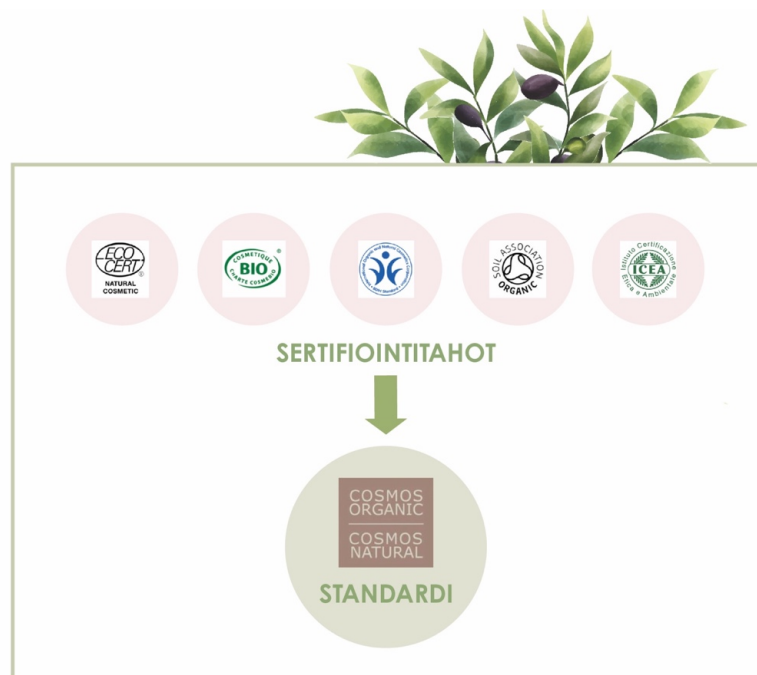 ECO
CERT
®
NATURAL
COSMETIC
COSMETIQUE
BIO
CHARTE COSMEBIO
®
SOIL ASSOCIATION
ORGANIC
Istituto Certificazione
ICEA
Etica e Ambientale
SERTIFIOINTITAHOT
COSMOS
ORGANIC
COSMOS
NATURAL
STANDARDI